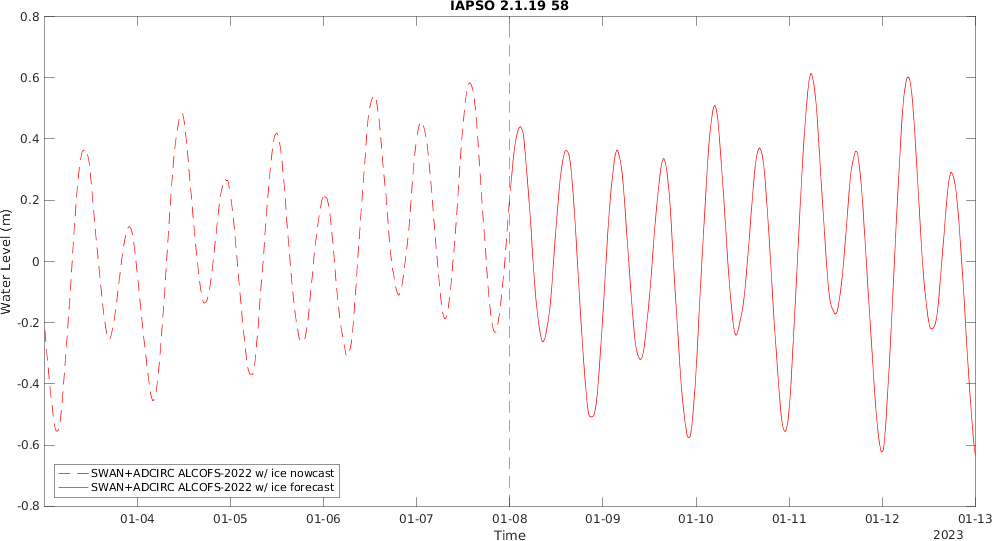 IAPSO 2.1.19 58
0.8
0.6
0.4
0.2
0
-0.2
-0.4
-0.6
-0.8
Water Level (m)
SWAN+ADCIRC ALCOFS-2022 w/ ice nowcast
SWAN+ADCIRC ALCOFS-2022 w/ ice forecast
01-04 01-05 01-06 01-07 01-08 01-09 01-10 01-11 01-12 01-13
Time
2023